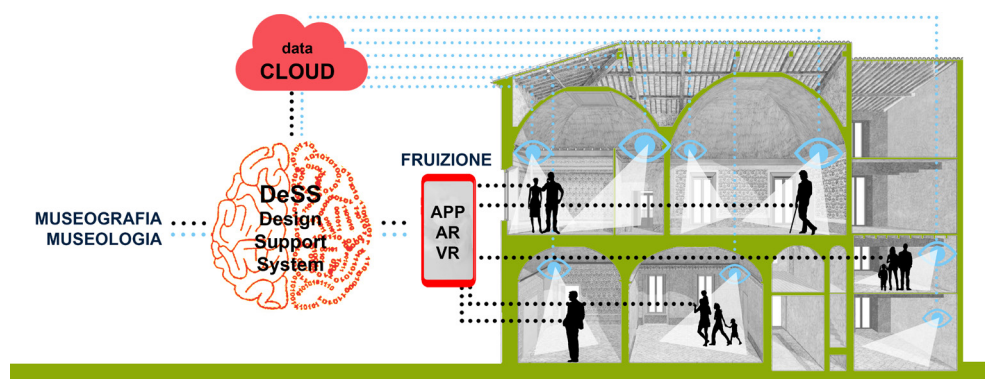 data
CLOUD
FRUIZIONE
DeSS
Design
Support
System
MUSEOGRAFIA
MUSEOLOGIA
APP
AR
VR